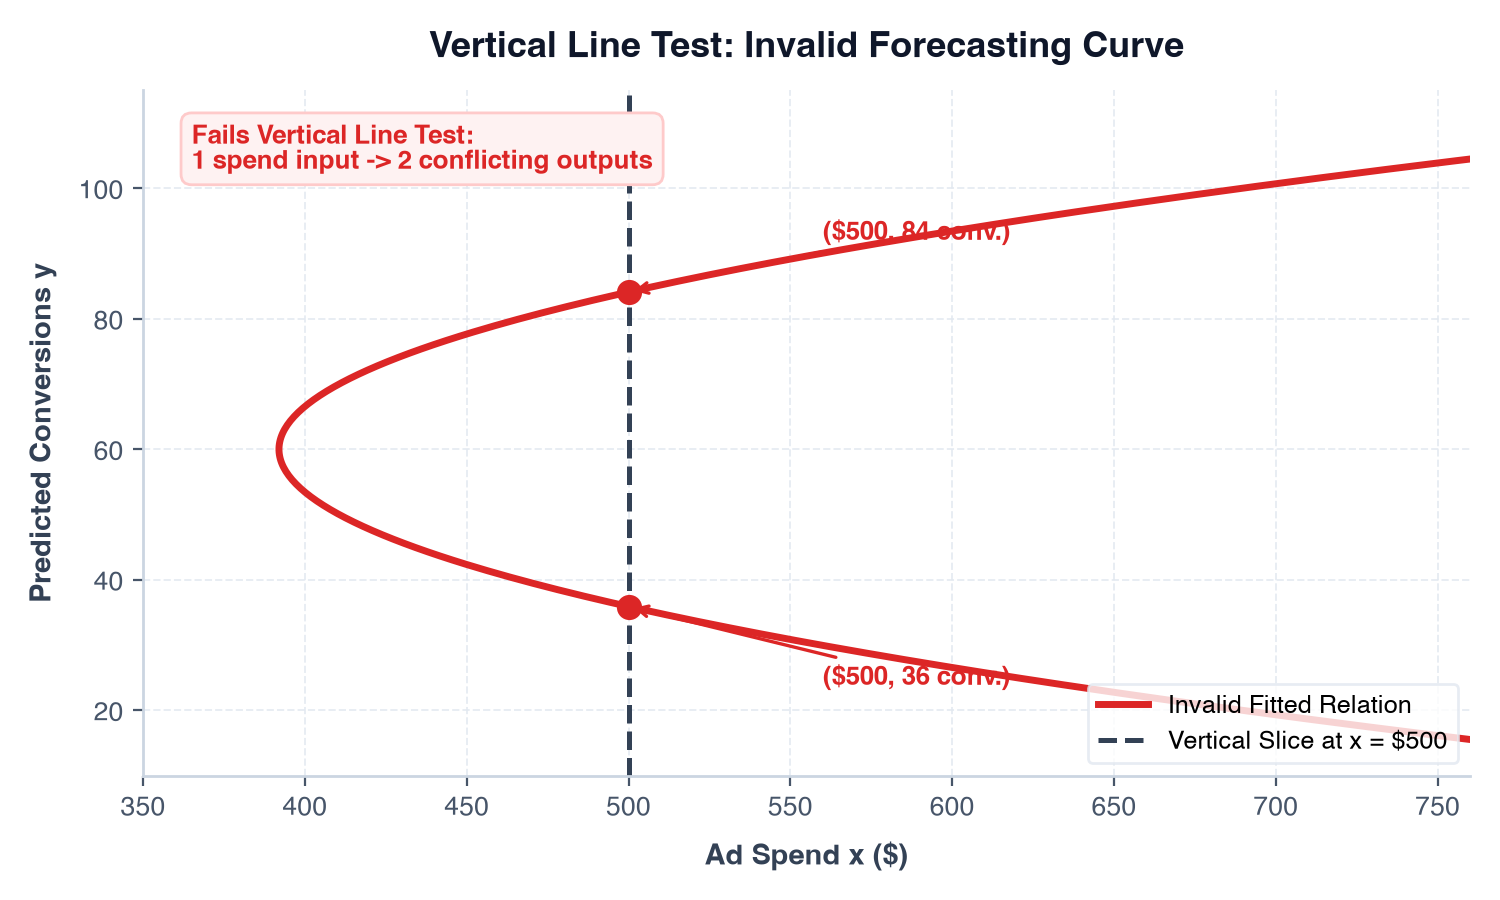 Vertical Line Test: Invalid Forecasting Curve
Fails Vertical Line Test:
1 spend input -> 2 conflicting outputs
($500, 84 conv.)
($500, 36 conv.)
Predicted Conversions y
100
80
60
40
20
350 400 450 500 550 600 650 700 750
Ad Spend x ($)
Invalid Fitted Relation
Vertical Slice at x = $500